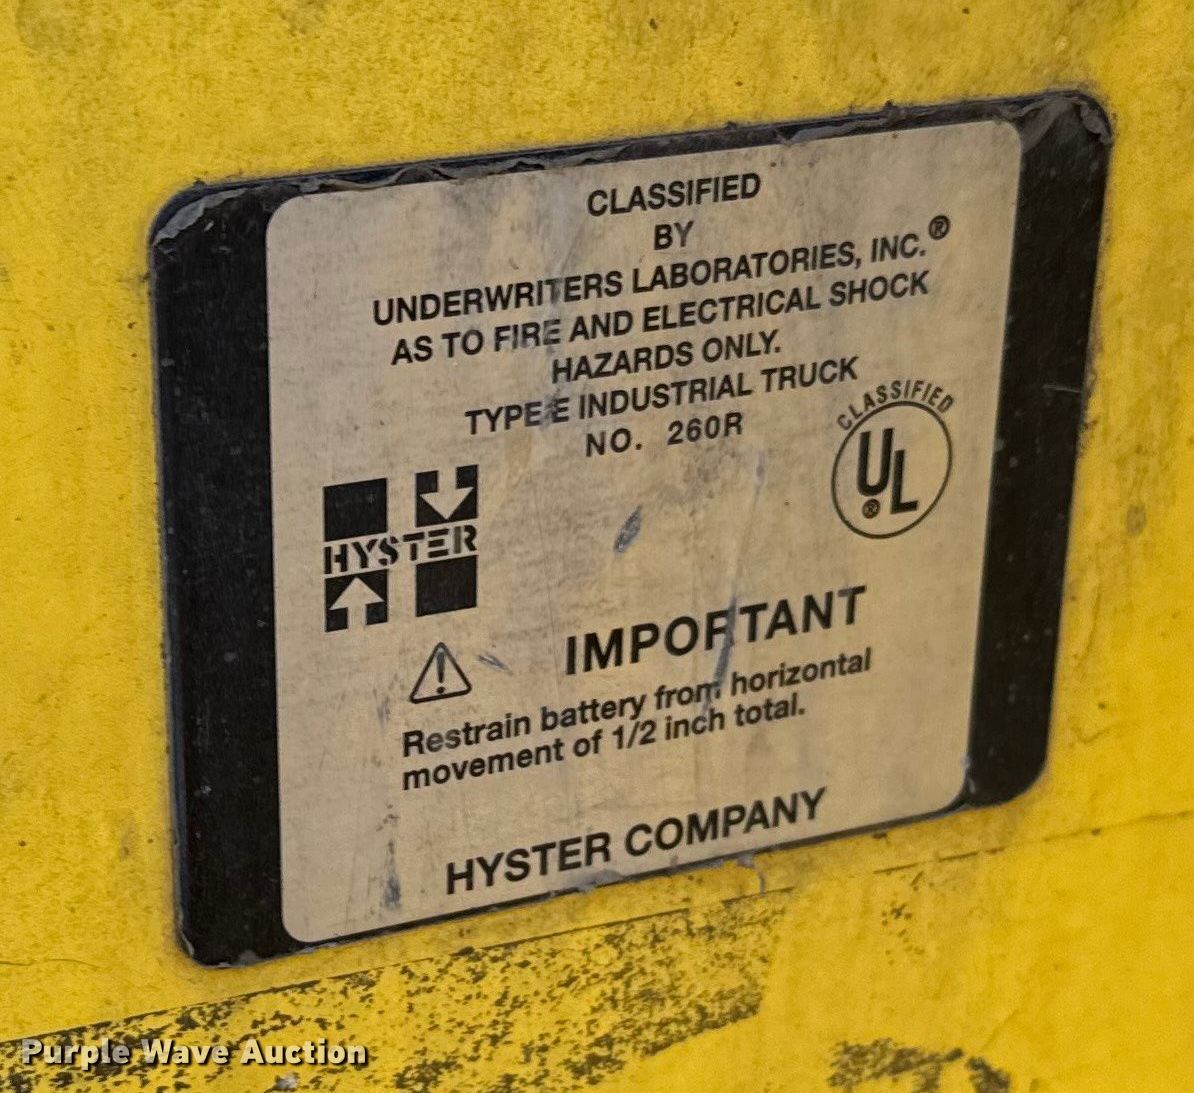 CLASSIFIED
BY
UNDERWRITERS LABORATORIES, INC.®
AS TO FIRE AND ELECTRICAL SHOCK
HAZARDS ONLY.
TYPE E INDUSTRIAL TRUCK
NO. 260R
CLASSIFIED
UL®
HYSTER
IMPORTANT
Restrain battery from horizontal
movement of 1/2 inch total.
HYSTER COMPANY
Purple Wave Auction